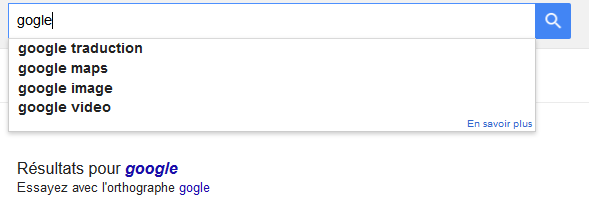 gogle
google traduction
google maps
google image
google video
En savoir plus
Résultats pour google
Essayez avec l'orthographe gogle